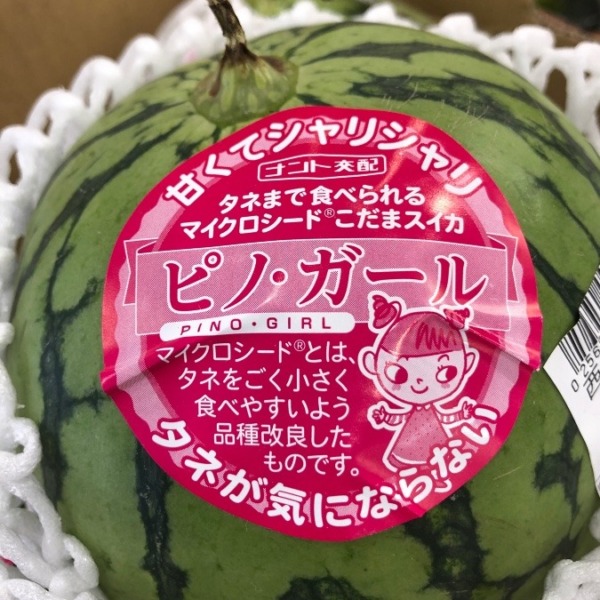 甘くてシャリシャリ
ナント交配
タネまで食べられる
マイクロシード®こだまスイカ
ピノ・ガール
PINO・GIRL
マイクロシード®とは、
タネをごく小さく
食べやすいよう
品種改良した
ものです。
タネが気にならない